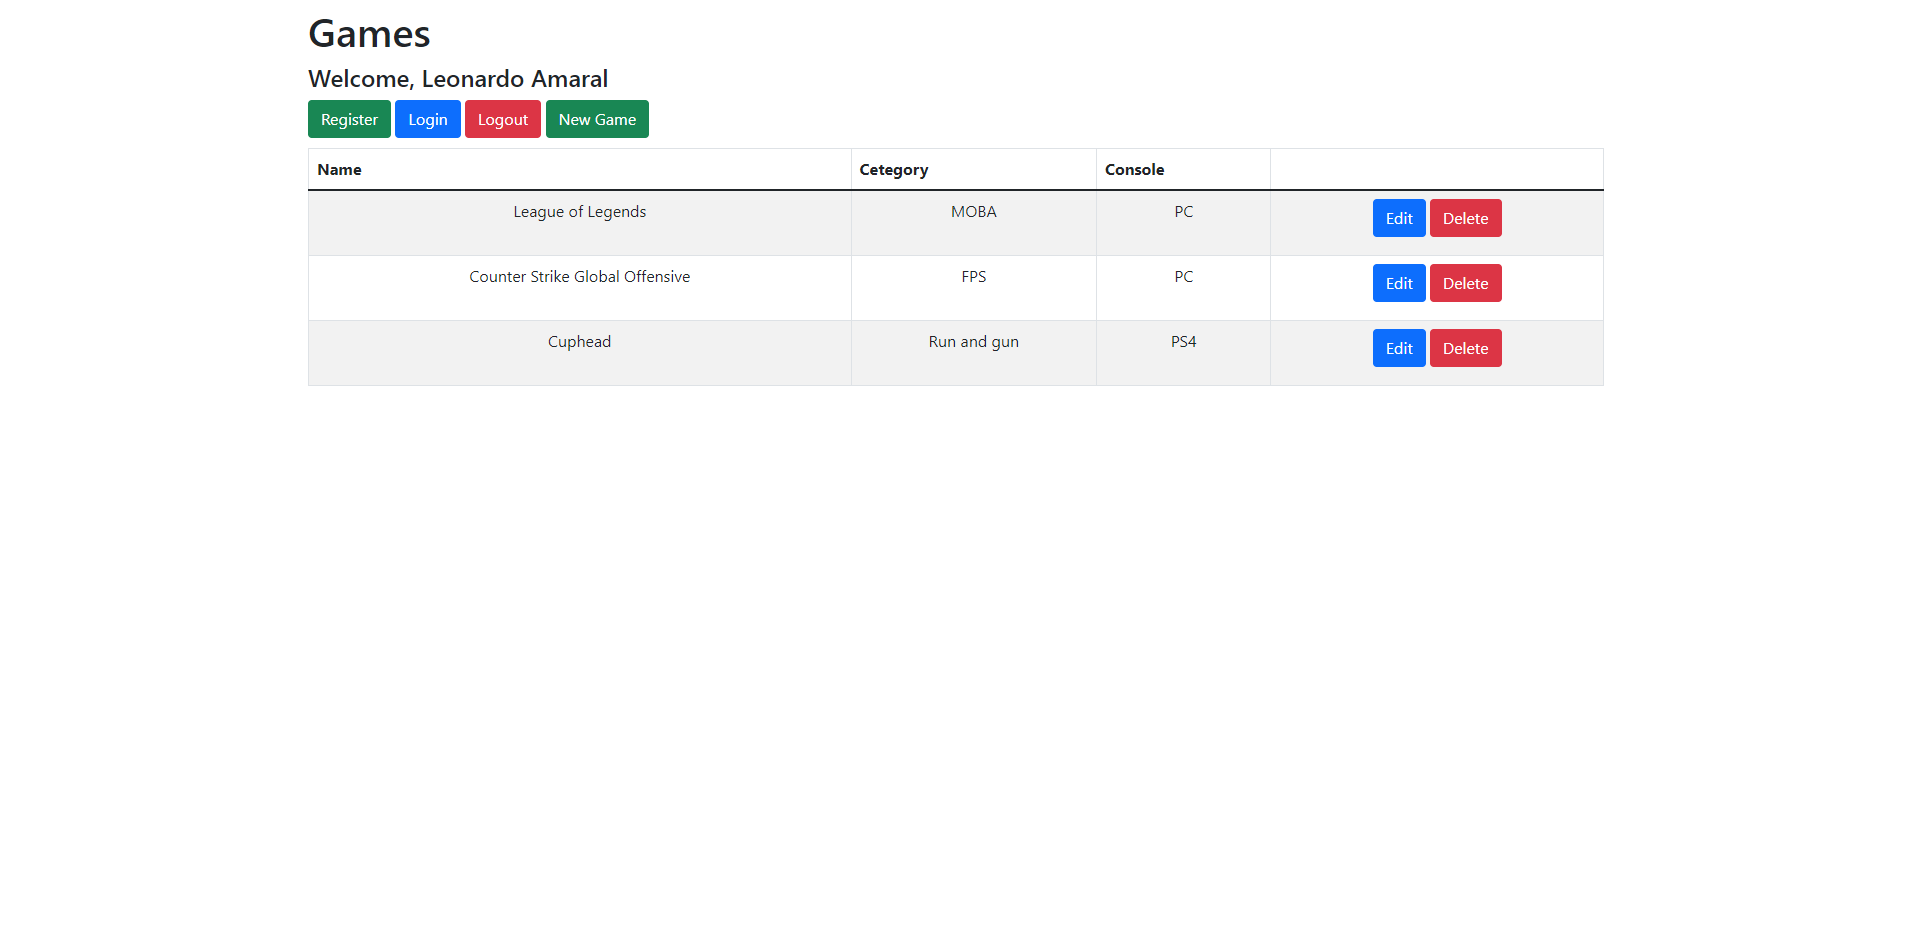 Games
Welcome, Leonardo Amaral
Register Login Logout New Game
Name Cetegory Console
League of Legends MOBA PC Edit Delete
Counter Strike Global Offensive FPS PC Edit Delete
Cuphead Run and gun PS4 Edit Delete